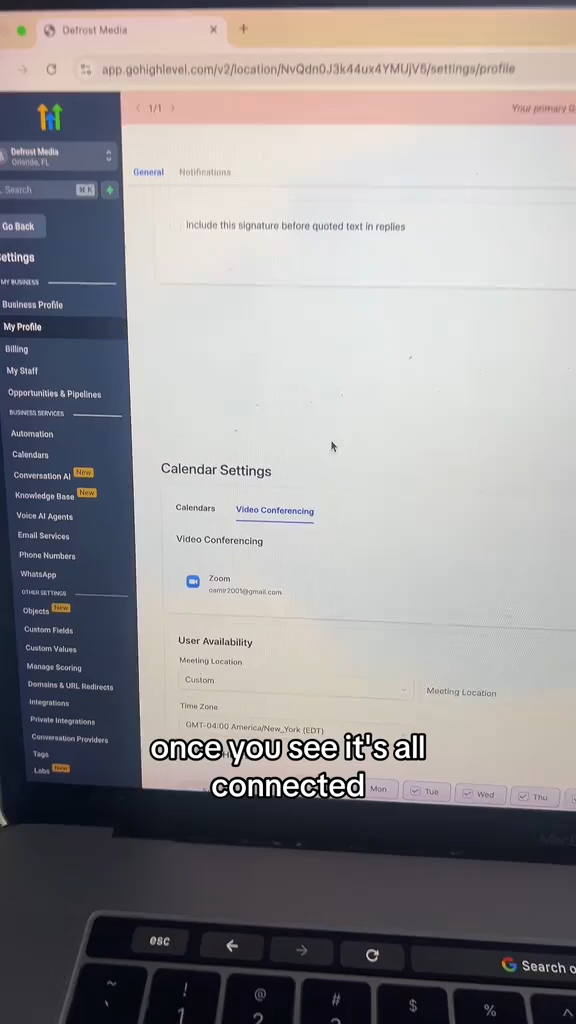 Defrost Media
app.gohighlevel.com/v2/location/NvQdn0J3k44ux4YMUjV5/settings/profile
1/1
Your primary
Defrost Media
Orlando, FL
Search
⌘ K
General
Notifications
Go Back
Include this signature before quoted text in replies
ettings
MY BUSINESS
Business Profile
My Profile
Billing
My Staff
Opportunities & Pipelines
BUSINESS SERVICES
Automation
Calendars
Conversation AI New
Knowledge Base New
Voice AI Agents
Email Services
Phone Numbers
WhatsApp
OTHER SETTINGS
Objects New
Custom Fields
Custom Values
Manage Scoring
Domains & URL Redirects
Integrations
Private Integrations
Conversation Providers
Tags
Labs New
Calendar Settings
Calendars
Video Conferencing
Video Conferencing
Zoom
oamir2001@gmail.com
User Availability
Meeting Location
Custom
Meeting Location
Time Zone
GMT-04:00 America/New_York (EDT)
once you see it's all
connected
Mon
Tue
Wed
Thu
esc
Search o
~
!
@
#
$
%
^
1
2